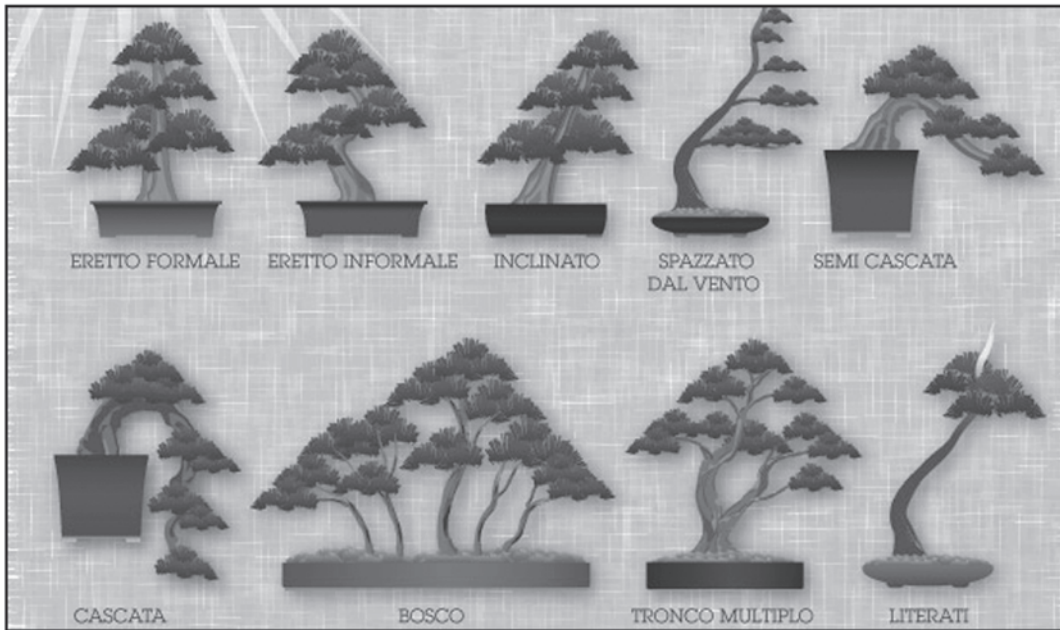 ERETTO FORMALE
ERETTO INFORMALE
INCLINATO
SPAZZATO
DAL VENTO
SEMI CASCATA
CASCATA
BOSCO
TRONCO MULTIPLO
LITERATI